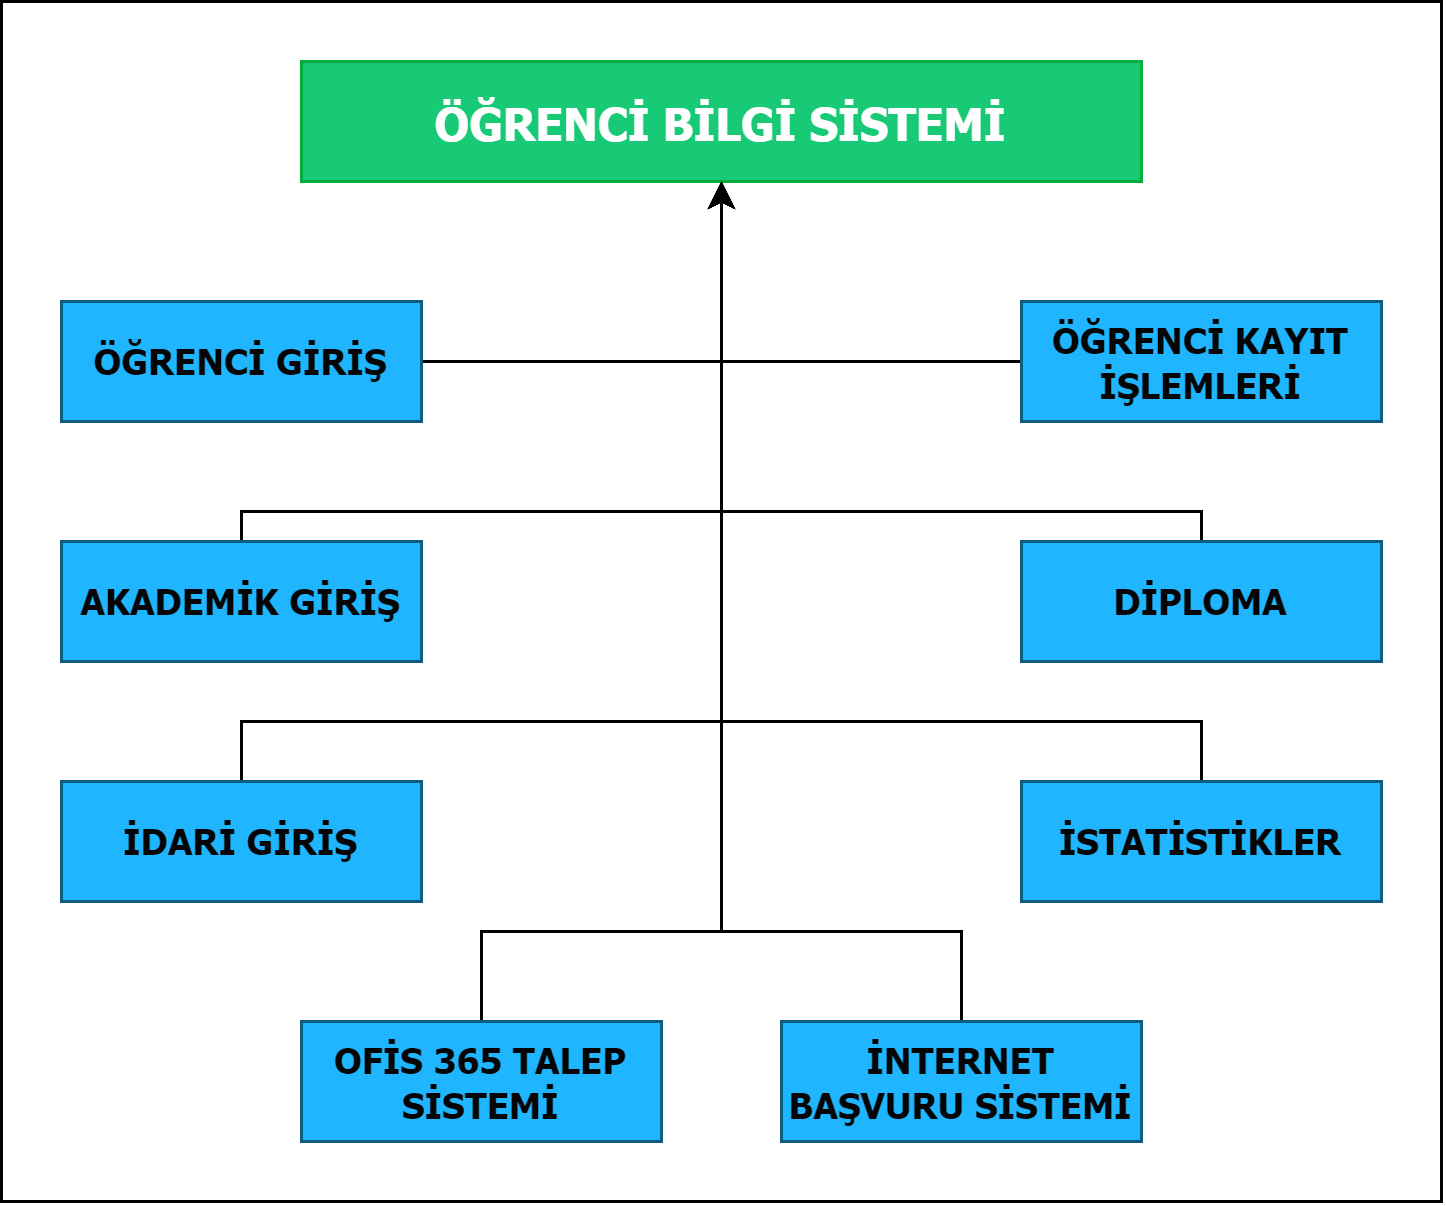 ÖĞRENCİ BİLGİ SİSTEMİ
ÖĞRENCİ GİRİŞ
ÖĞRENCİ KAYIT
İŞLEMLERİ
AKADEMİK GİRİŞ
DİPLOMA
İDARİ GİRİŞ
İSTATİSTİKLER
OFİS 365 TALEP
SİSTEMİ
İNTERNET
BAŞVURU SİSTEMİ